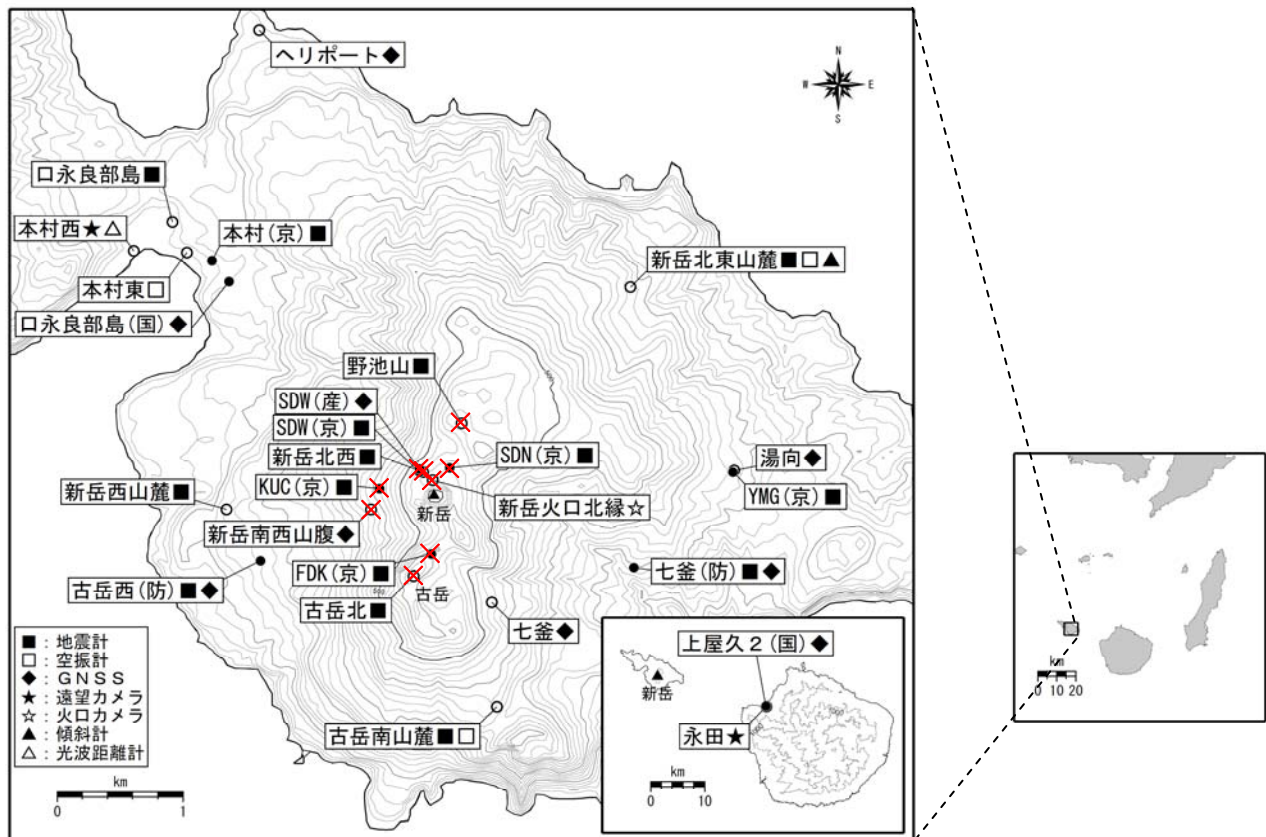 ヘリポート◆
N
W
E
S
口永良部島■
本村西★△
本村(京)■
本村東□
口永良部島(国)◆
新岳北東山麓■□▲
野池山■
SDW(産)◆
SDW(京)■
新岳北西■
SDN(京)■
KUC(京)■
湯向◆
YMG(京)■
新岳西山麓■
新岳
新岳火口北縁☆
新岳南西山腹◆
FDK(京)■
古岳西(防)■◆
七釜(防)■◆
古岳北■
古岳
七釜◆
古岳南山麓■□
■:地震計
□:空振計
◆:GNSS
★:遠望カメラ
☆:火口カメラ
▲:傾斜計
△:光波距離計
km
0 1
上屋久2(国)◆
新岳
永田★
km
0 10
km
0 10 20